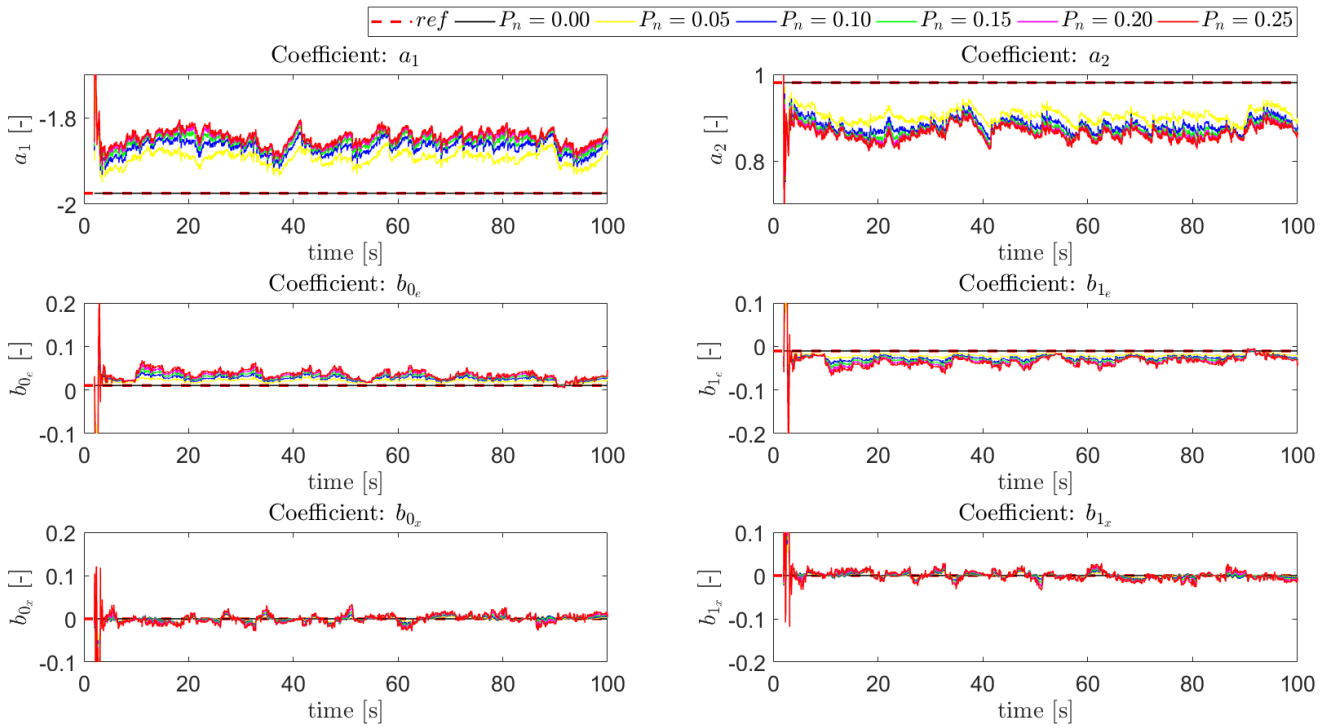 ref P_n = 0.00 P_n = 0.05 P_n = 0.10 P_n = 0.15 P_n = 0.20 P_n = 0.25
Coefficient: a_1
-1.8
-2
a_1 [-]
0 20 40 60 80 100
time [s]
Coefficient: a_2
1
0.8
a_2 [-]
0 20 40 60 80 100
time [s]
Coefficient: b_{0_e}
0.2
0.1
0
-0.1
b_{0_e} [-]
0 20 40 60 80 100
time [s]
Coefficient: b_{1_e}
0.1
0
-0.1
-0.2
b_{1_e} [-]
0 20 40 60 80 100
time [s]
Coefficient: b_{0_x}
0.2
0.1
0
-0.1
b_{0_x} [-]
0 20 40 60 80 100
time [s]
Coefficient: b_{1_x}
0.1
0
-0.1
-0.2
b_{1_x} [-]
0 20 40 60 80 100
time [s]